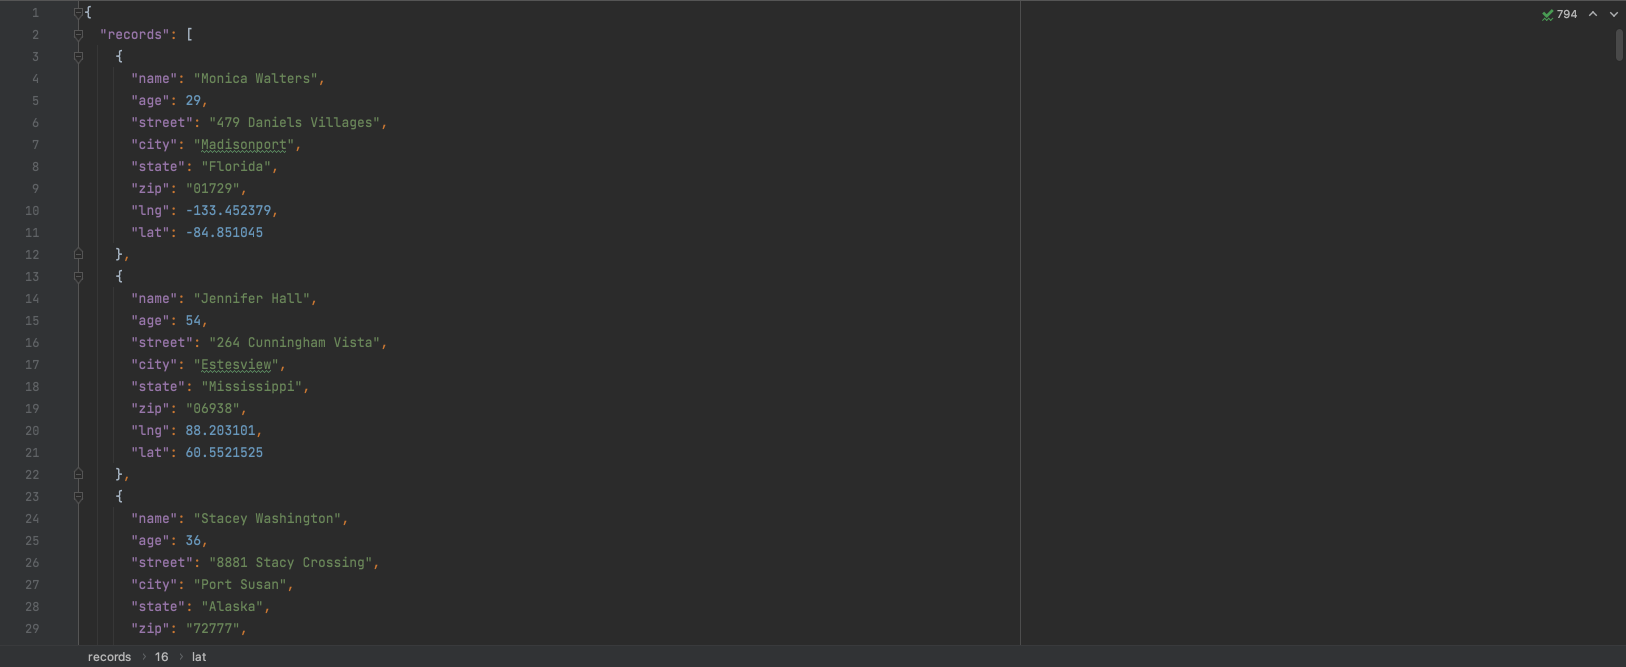 794
1 {
2 "records": [
3 {
4 "name": "Monica Walters",
5 "age": 29,
6 "street": "479 Daniels Villages",
7 "city": "Madisonport",
8 "state": "Florida",
9 "zip": "01729",
10 "lng": -133.452379,
11 "lat": -84.851045
12 },
13 {
14 "name": "Jennifer Hall",
15 "age": 54,
16 "street": "264 Cunningham Vista",
17 "city": "Estesview",
18 "state": "Mississippi",
19 "zip": "06938",
20 "lng": 88.203101,
21 "lat": 60.5521525
22 },
23 {
24 "name": "Stacey Washington",
25 "age": 36,
26 "street": "8881 Stacy Crossing",
27 "city": "Port Susan",
28 "state": "Alaska",
29 "zip": "72777",
records › 16 › lat